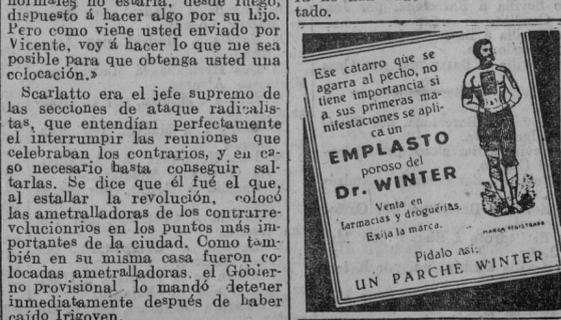 normales no estaría, desde luego,
dispuesto á hacer algo por su hijo.
Pero como viene usted enviado por
Vicente, voy á hacer lo que me sea
posible para que obtenga usted una
colocación.»
Scarlatto era el jefe supremo de
las secciones de ataque radicalis-
tas, que entendían perfectamente
el interrumpir las reuniones que
celebraban los contrarios, y en ca-
so necesario hasta conseguir sal-
tarlas. Se dice que él fué el que,
al estallar la revolución, colocó
las ametralladoras de los contrarre-
volucionrios en los puntos más im-
portantes de la ciudad. Como tam-
bién en su misma casa fueron co-
locadas ametralladoras, el Gobier-
no provisional lo mandó detener
inmediatamente después de haber
caído Irigoyen.
tado.
Ese catarro que se
agarra al pecho, no
tiene importancia si
a sus primeras ma-
nifestaciones se apli-
ca un
EMPLASTO
poroso del
Dr. WINTER
Venta en
farmacias y droguerías.
Exija la marca.
MARCA REGISTRADA
Pídalo así:
UN PARCHE WINTER